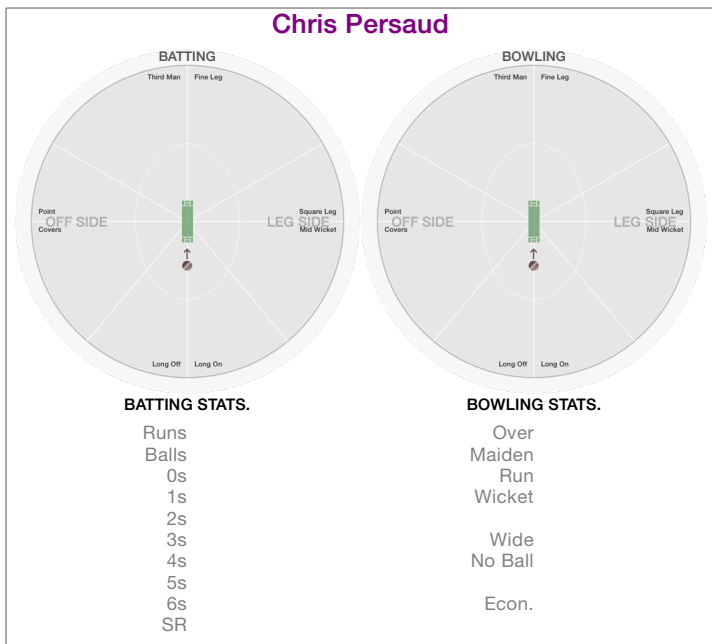 Chris Persaud
BATTING
Third Man Fine Leg
Point
OFF SIDE
Covers
Square Leg
LEG SIDE
Mid Wicket
Long Off Long On
BOWLING
Third Man Fine Leg
Point
OFF SIDE
Covers
Square Leg
LEG SIDE
Mid Wicket
Long Off Long On
BATTING STATS.
Runs
Balls
0s
1s
2s
3s
4s
5s
6s
SR
BOWLING STATS.
Over
Maiden
Run
Wicket
Wide
No Ball
Econ.